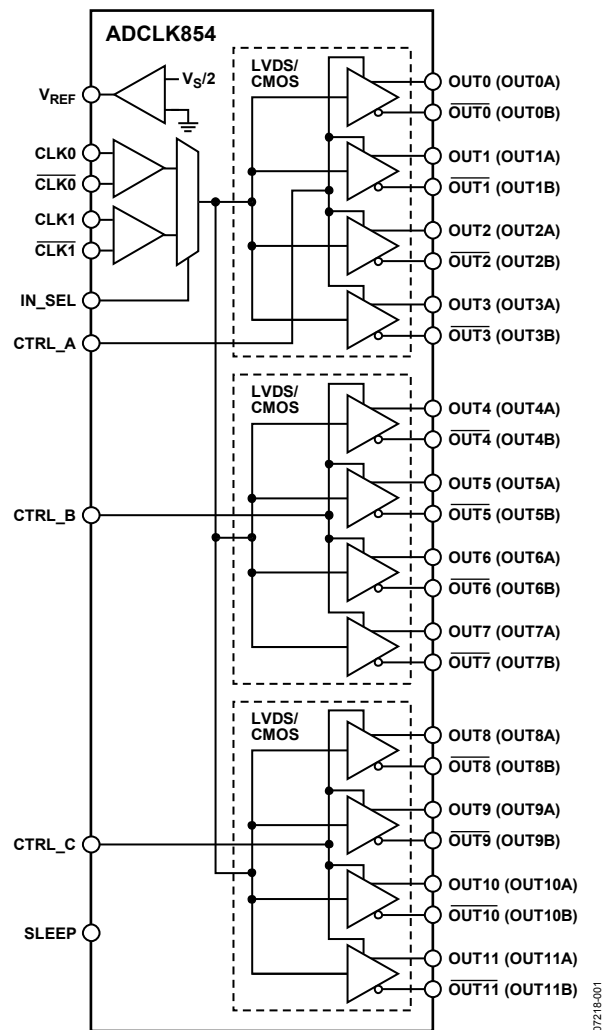 ADCLK854
LVDS/
CMOS
VREF
VS/2
CLK0
CLK0
CLK1
CLK1
IN_SEL
CTRL_A
OUT0 (OUT0A)
OUT0 (OUT0B)
OUT1 (OUT1A)
OUT1 (OUT1B)
OUT2 (OUT2A)
OUT2 (OUT2B)
OUT3 (OUT3A)
OUT3 (OUT3B)
LVDS/
CMOS
CTRL_B
OUT4 (OUT4A)
OUT4 (OUT4B)
OUT5 (OUT5A)
OUT5 (OUT5B)
OUT6 (OUT6A)
OUT6 (OUT6B)
OUT7 (OUT7A)
OUT7 (OUT7B)
LVDS/
CMOS
CTRL_C
SLEEP
OUT8 (OUT8A)
OUT8 (OUT8B)
OUT9 (OUT9A)
OUT9 (OUT9B)
OUT10 (OUT10A)
OUT10 (OUT10B)
OUT11 (OUT11A)
OUT11 (OUT11B)
07218-001